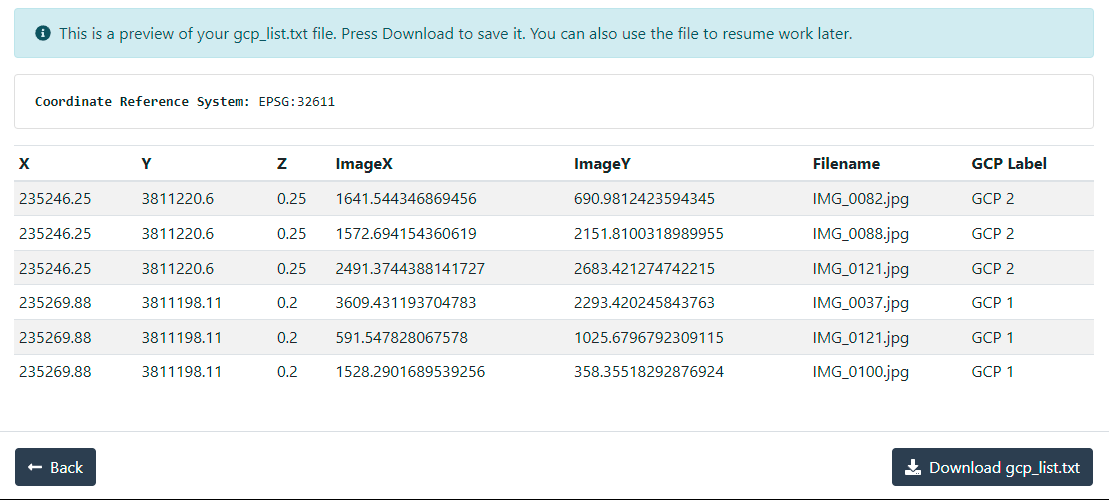 This is a preview of your gcp_list.txt file. Press Download to save it. You can also use the file to resume work later.
Coordinate Reference System: EPSG:32611
X Y Z ImageX ImageY Filename GCP Label
235246.25 3811220.6 0.25 1641.544346869456 690.9812423594345 IMG_0082.jpg GCP 2
235246.25 3811220.6 0.25 1572.694154360619 2151.8100318989955 IMG_0088.jpg GCP 2
235246.25 3811220.6 0.25 2491.3744388141727 2683.421274742215 IMG_0121.jpg GCP 2
235269.88 3811198.11 0.2 3609.431193704783 2293.420245843763 IMG_0037.jpg GCP 1
235269.88 3811198.11 0.2 591.547828067578 1025.6796792309115 IMG_0121.jpg GCP 1
235269.88 3811198.11 0.2 1528.2901689539256 358.35518292876924 IMG_0100.jpg GCP 1
Back Download gcp_list.txt